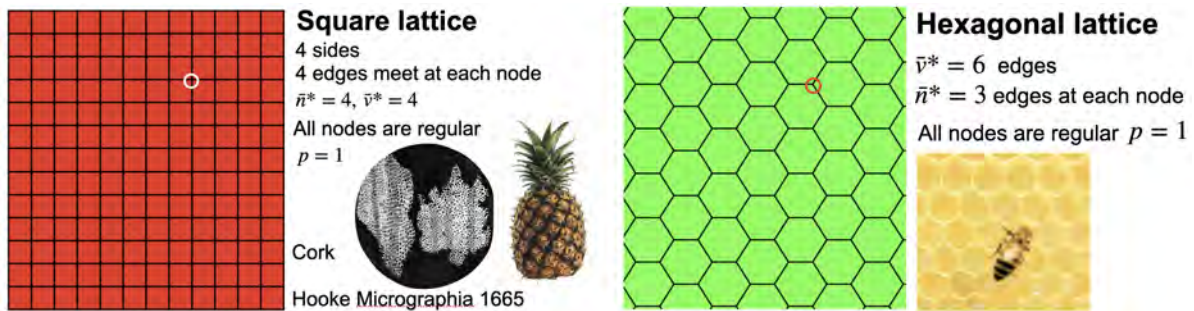 Square lattice
4 sides
4 edges meet at each node
n̄* = 4, v̄* = 4
All nodes are regular
p = 1
Cork
Hooke Micrographia 1665
Hexagonal lattice
v̄* = 6 edges
n̄* = 3 edges at each node
All nodes are regular p = 1